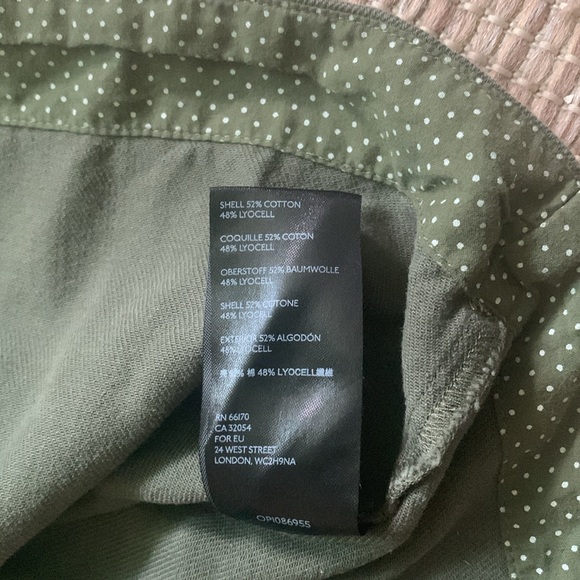 SHELL 52% COTTON
48% LYOCELL
COQUILLE 52% COTON
48% LYOCELL
OBERSTOFF 52% BAUMWOLLE
48% LYOCELL
SHELL 52% COTONE
48% LYOCELL
EXTERIOR 52% ALGODÓN
48% LYOCELL
棉 48% LYOCELL纖維
RN 66170
CA 32054
FOR EU
24 WEST STREET
LONDON, WC2H9NA
OP1086955